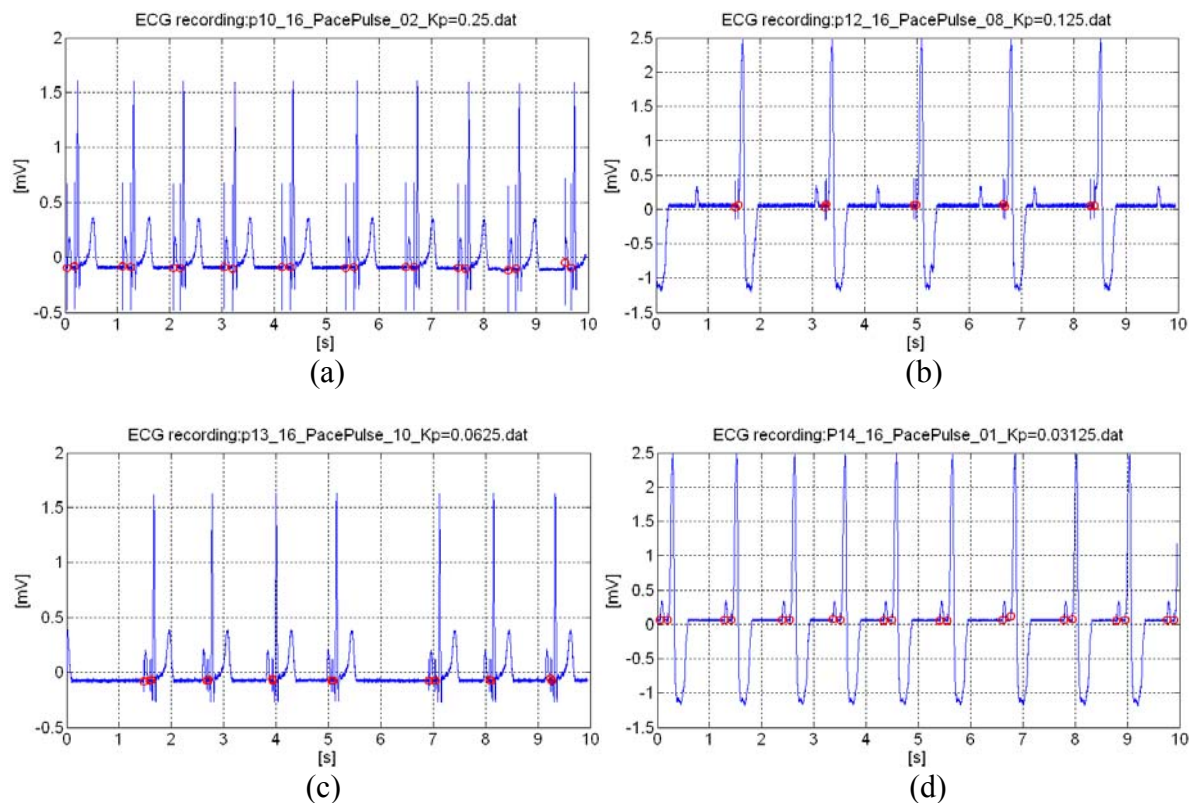 ECG recording:p10_16_PacePulse_02_Kp=0.25.dat
[mV]
2
1.5
1
0.5
0
-0.5
0 1 2 3 4 5 6 7 8 9 10
[s]
(a)
ECG recording:p12_16_PacePulse_08_Kp=0.125.dat
[mV]
2.5
2
1.5
1
0.5
0
-0.5
-1
-1.5
0 1 2 3 4 5 6 7 8 9 10
[s]
(b)
ECG recording:p13_16_PacePulse_10_Kp=0.0625.dat
[mV]
2
1.5
1
0.5
0
-0.5
0 1 2 3 4 5 6 7 8 9 10
[s]
(c)
ECG recording:P14_16_PacePulse_01_Kp=0.03125.dat
[mV]
2.5
2
1.5
1
0.5
0
-0.5
-1
-1.5
0 1 2 3 4 5 6 7 8 9 10
[s]
(d)